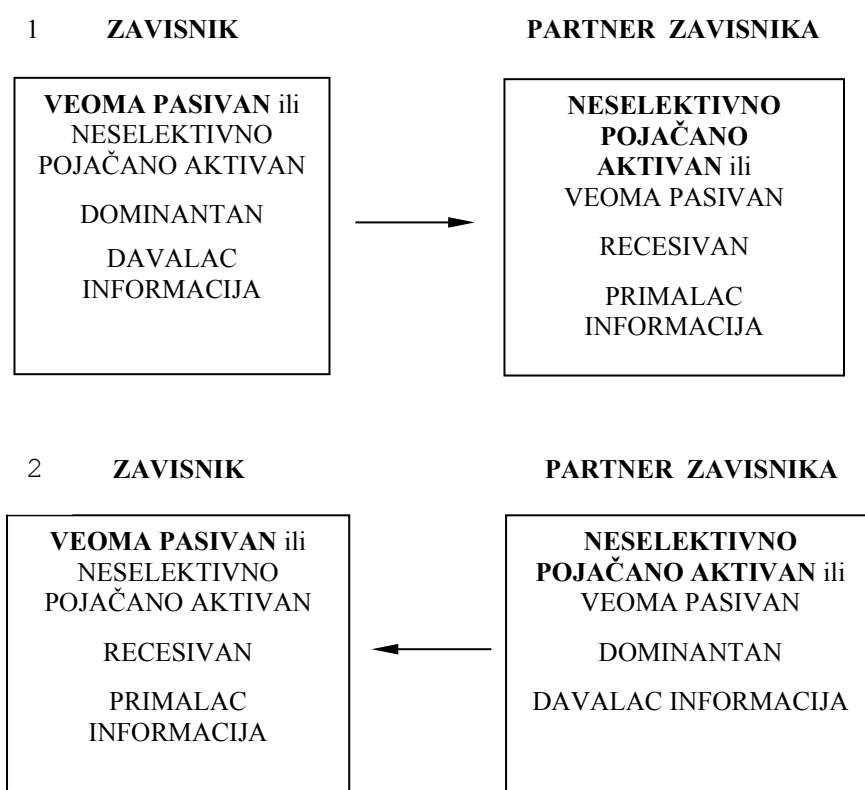 1 ZAVISNIK PARTNER ZAVISNIKA
VEOMA PASIVAN ili
NESELEKTIVNO
POJAČANO AKTIVAN
DOMINANTAN
DAVALAC
INFORMACIJA
NESELEKTIVNO
POJAČANO
AKTIVAN ili
VEOMA PASIVAN
RECESIVAN
PRIMALAC
INFORMACIJA
2 ZAVISNIK PARTNER ZAVISNIKA
VEOMA PASIVAN ili
NESELEKTIVNO
POJAČANO AKTIVAN
RECESIVAN
PRIMALAC
INFORMACIJA
NESELEKTIVNO
POJAČANO AKTIVAN ili
VEOMA PASIVAN
DOMINANTAN
DAVALAC INFORMACIJA